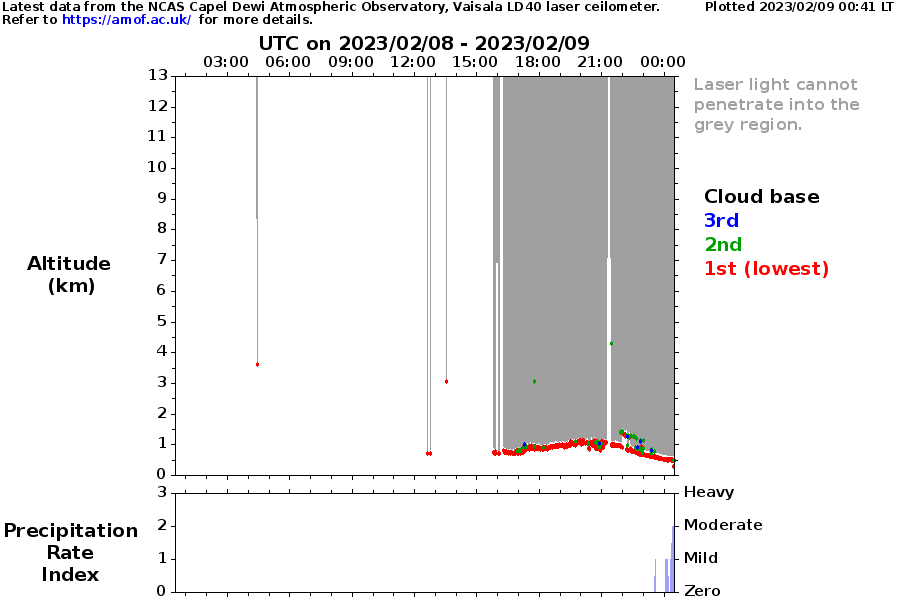 Latest data from the NCAS Capel Dewi Atmospheric Observatory, Vaisala LD40 laser ceilometer. Plotted 2023/02/09 00:41 LT
Refer to https://amof.ac.uk/ for more details.
UTC on 2023/02/08 - 2023/02/09
03:00 06:00 09:00 12:00 15:00 18:00 21:00 00:00
13
12
11
10
9
8
7
6
5
4
3
2
1
0
Altitude
(km)
Laser light cannot
penetrate into the
grey region.
Cloud base
3rd
2nd
1st (lowest)
3 Heavy
2 Moderate
1 Mild
0 Zero
Precipitation
Rate
Index